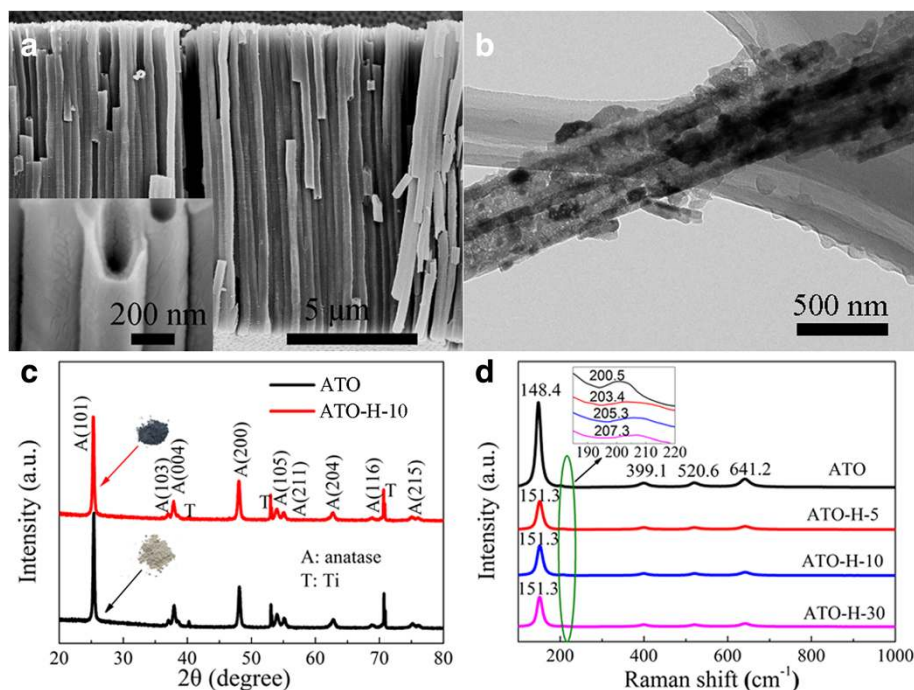 a
200 nm
5 μm
b
500 nm
c
ATO
ATO-H-10
A(101)
A(103)
A(004)
T
A(200)
T
A(105)
A(211)
A(204)
A(116)
T
A(215)
A: anatase
T: Ti
Intensity (a.u.)
20 30 40 50 60 70 80
2θ (degree)
d
148.4
200.5
203.4
205.3
207.3
190 200 210 220
399.1 520.6 641.2
ATO
151.3
ATO-H-5
151.3
ATO-H-10
151.3
ATO-H-30
Intensity (a.u.)
200 400 600 800 1000
Raman shift (cm⁻¹)